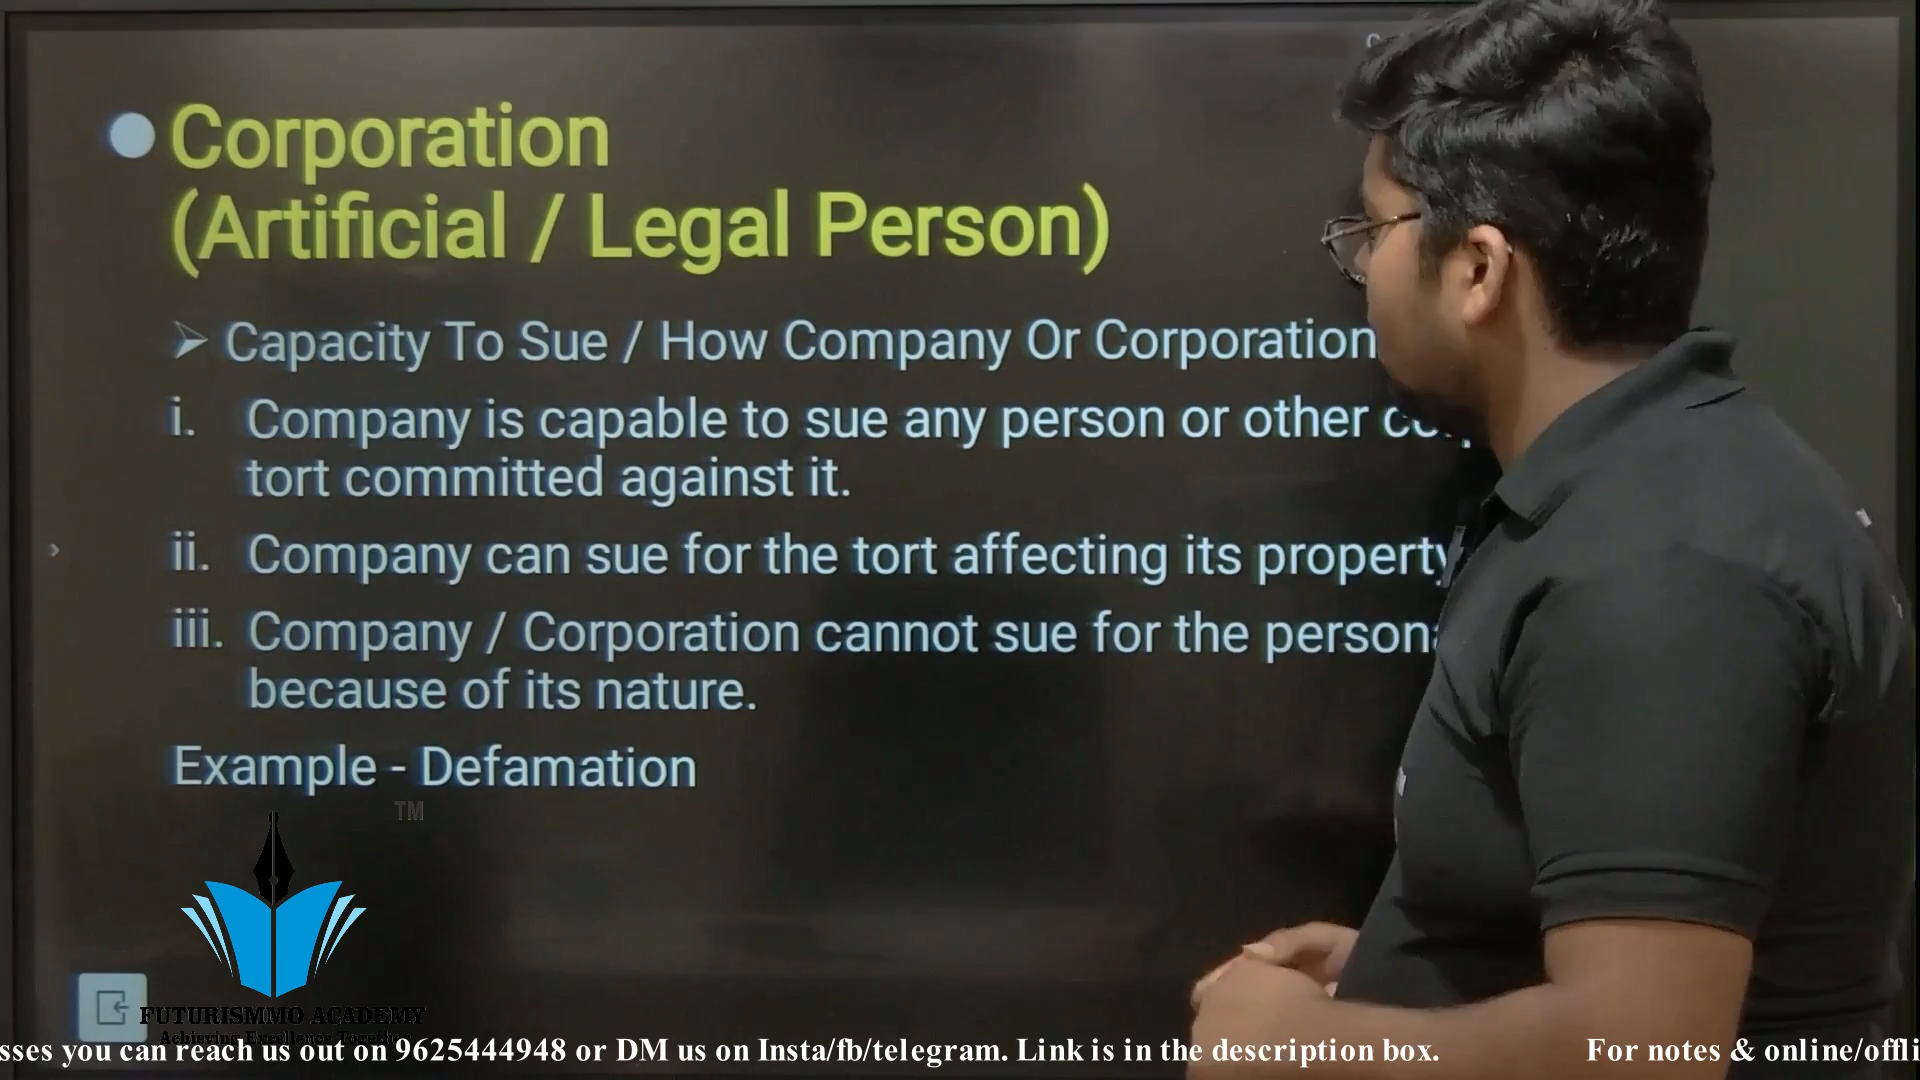 Corporation
(Artificial / Legal Person)
➢ Capacity To Sue / How Company Or Corporation
i. Company is capable to sue any person or other
tort committed against it.
ii. Company can sue for the tort affecting its property
iii. Company / Corporation cannot sue for the
because of its nature.
Example - Defamation
TM
FUTURISMMO ACADEMY
Achieving Excellence
you can reach us out on 9625444948 or DM us on Insta/fb/telegram. Link is in the description box. For notes & online/